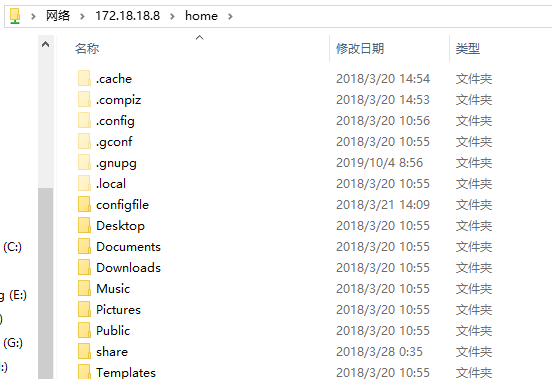 网络 > 172.18.18.8 > home >
名称 修改日期 类型
.cache 2018/3/20 14:54 文件夹
.compiz 2018/3/20 14:53 文件夹
.config 2018/3/20 10:56 文件夹
.gconf 2018/3/20 10:55 文件夹
.gnupg 2019/10/4 8:56 文件夹
.local 2018/3/20 10:55 文件夹
configfile 2018/3/21 14:09 文件夹
Desktop 2018/3/20 10:55 文件夹
(C:) Documents 2018/3/20 10:55 文件夹
Downloads 2018/3/20 10:55 文件夹
g (E:) Music 2018/3/20 10:55 文件夹
) Pictures 2018/3/20 10:55 文件夹
(G:) Public 2018/3/20 10:55 文件夹
:) share 2018/3/28 0:35 文件夹
Templates 2018/3/20 10:55 文件夹